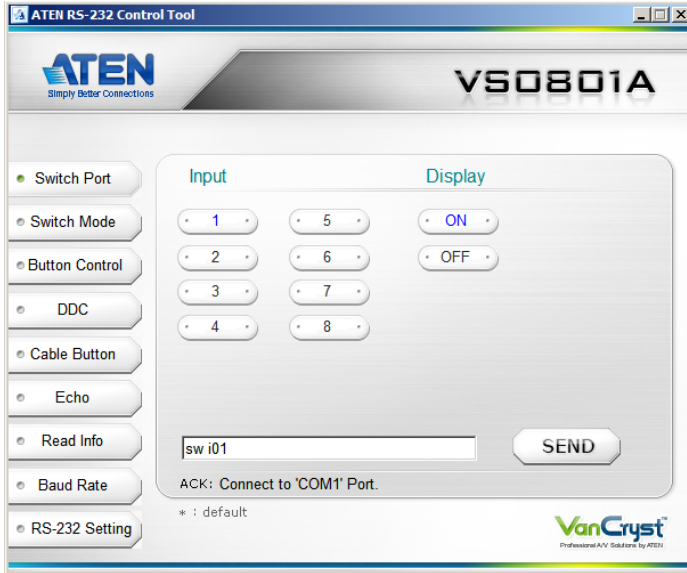 ATEN RS-232 Control Tool
ATEN
Simply Better Connections
VS0801A
Switch Port
Switch Mode
Button Control
DDC
Cable Button
Echo
Read Info
Baud Rate
RS-232 Setting
Input
Display
1 5 ON
2 6 OFF
3 7
4 8
sw i01
SEND
ACK: Connect to 'COM1' Port.
* : default
VanCryst™
Professional A/V Solutions by ATEN